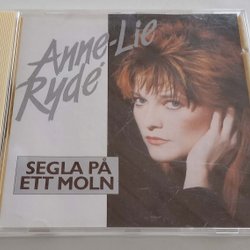 Anne-Lie
Rydé
SEGLA PÅ
ETT MOLN